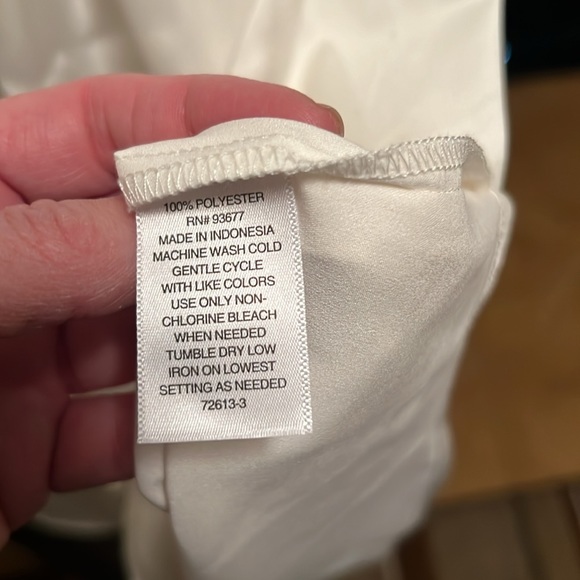 100% POLYESTER
RN# 93677
MADE IN INDONESIA
MACHINE WASH COLD
GENTLE CYCLE
WITH LIKE COLORS
USE ONLY NON-
CHLORINE BLEACH
WHEN NEEDED
TUMBLE DRY LOW
IRON ON LOWEST
SETTING AS NEEDED
72613-3